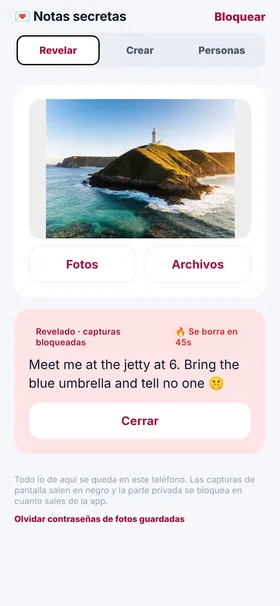 💌 Notas secretas
Bloquear
Revelar
Crear
Personas
Fotos
Archivos
Revelado · capturas
bloqueadas
🔥 Se borra en
45s
Meet me at the jetty at 6. Bring the
blue umbrella and tell no one 🤫
Cerrar
Todo lo de aquí se queda en este teléfono. Las capturas de
pantalla salen en negro y la parte privada se bloquea en
cuanto sales de la app.
Olvidar contraseñas de fotos guardadas